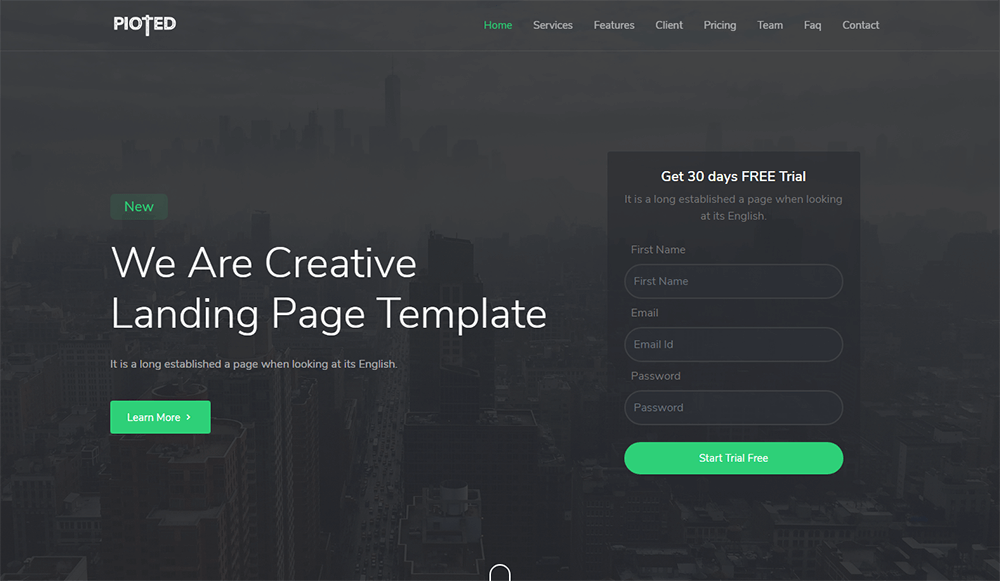 PIOTED
Home Services Features Client Pricing Team Faq Contact
New
We Are Creative
Landing Page Template
It is a long established a page when looking at its English.
Learn More >
Get 30 days FREE Trial
It is a long established a page when looking
at its English.
First Name
First Name
Email
Email Id
Password
Password
Start Trial Free